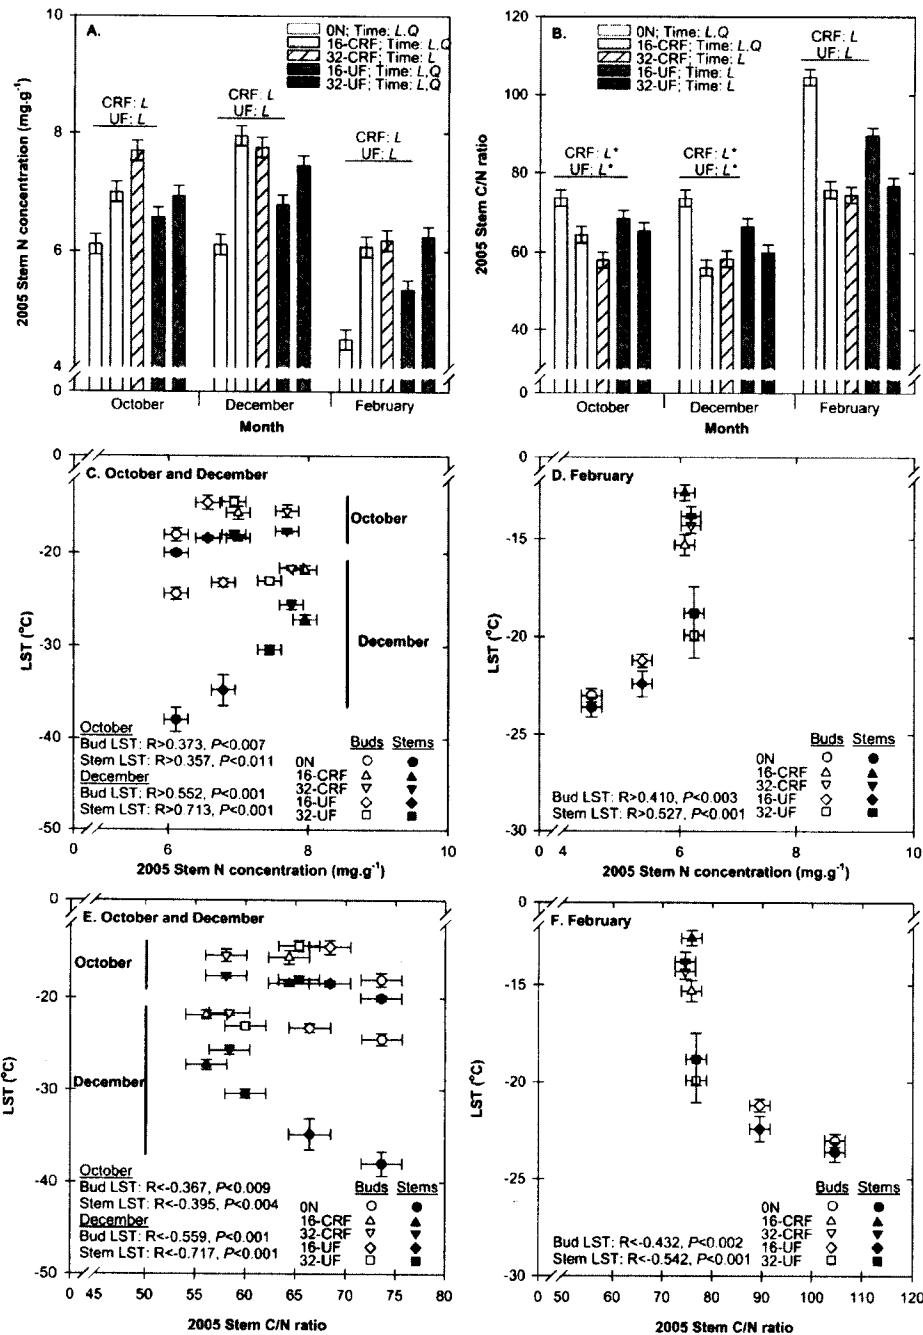 A.
0N; Time: L,Q
16-CRF; Time: L,Q
32-CRF; Time: L
16-UF; Time: L,Q
32-UF; Time: L,Q
CRF: L
UF: L
CRF: L
UF: L
CRF: L
UF: L
10
8
6
4
0
2005 Stem N concentration (mg.g-1)
October
December
February
Month
B.
0N; Time: L,Q
16-CRF; Time: L,Q
32-CRF; Time: L
16-UF; Time: L
32-UF; Time: L
CRF: L*
UF: L*
CRF: L*
UF: L*
CRF: L
UF: L
120
100
80
60
40
0
2005 Stem C/N ratio
October
December
February
Month
C. October and December
0
-20
-30
-40
-50
LST (°C)
October
December
October
Bud LST: R>0.373, P<0.007
Stem LST: R>0.357, P<0.011
December
Bud LST: R>0.552, P<0.001
Stem LST: R>0.713, P<0.001
Buds Stems
0N
16-CRF
32-CRF
16-UF
32-UF
0 6 8 10
2005 Stem N concentration (mg.g-1)
D. February
0
-15
-20
-25
-30
LST (°C)
Buds Stems
0N
16-CRF
32-CRF
16-UF
32-UF
Bud LST: R>0.410, P<0.003
Stem LST: R>0.527, P<0.001
0 4 6 8 10
2005 Stem N concentration (mg.g-1)
E. October and December
0
-20
-30
-40
-50
LST (°C)
October
December
October
Bud LST: R<-0.367, P<0.009
Stem LST: R<-0.395, P<0.004
December
Bud LST: R<-0.559, P<0.001
Stem LST: R<-0.717, P<0.001
Buds Stems
0N
16-CRF
32-CRF
16-UF
32-UF
0 45 50 55 60 65 70 75 80
2005 Stem C/N ratio
F. February
0
-15
-20
-25
-30
LST (°C)
Buds Stems
0N
16-CRF
32-CRF
16-UF
32-UF
Bud LST: R<-0.432, P<0.002
Stem LST: R<-0.542, P<0.001
0 50 60 70 80 90 100 110 120
2005 Stem C/N ratio